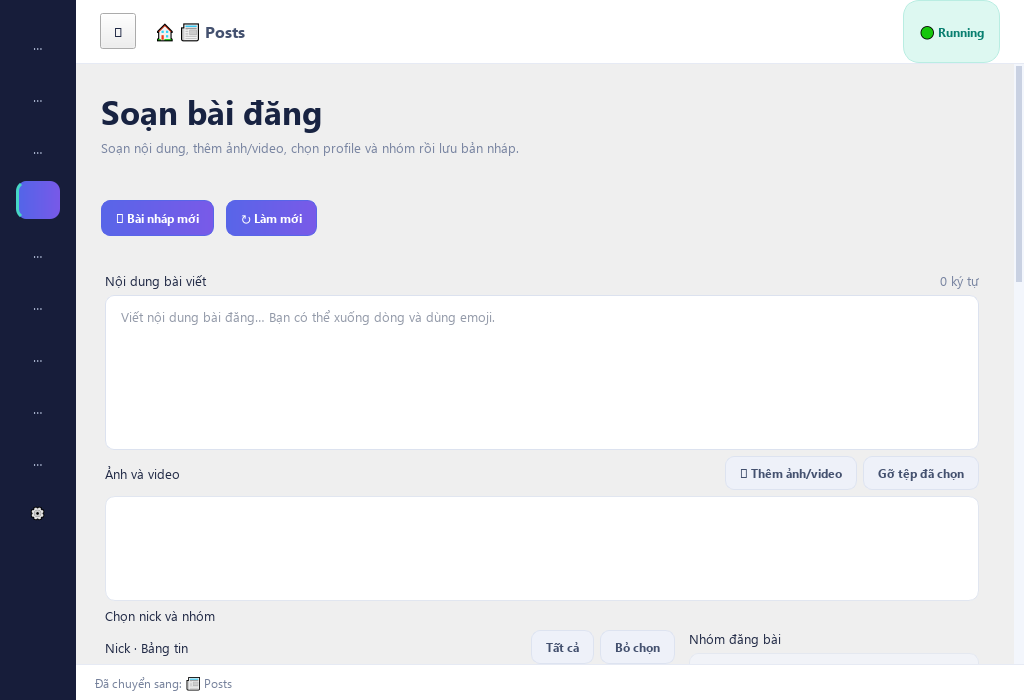 Posts
Running
Soạn bài đăng
Soạn nội dung, thêm ảnh/video, chọn profile và nhóm rồi lưu bản nháp.
Bài nháp mới
↻ Làm mới
Nội dung bài viết
0 ký tự
Viết nội dung bài đăng... Bạn có thể xuống dòng và dùng emoji.
Ảnh và video
Thêm ảnh/video
Gỡ tệp đã chọn
Chọn nick và nhóm
Nick · Bảng tin
Tất cả
Bỏ chọn
Nhóm đăng bài
Đã chuyển sang: Posts
...
...
...
...
...
...
...
...